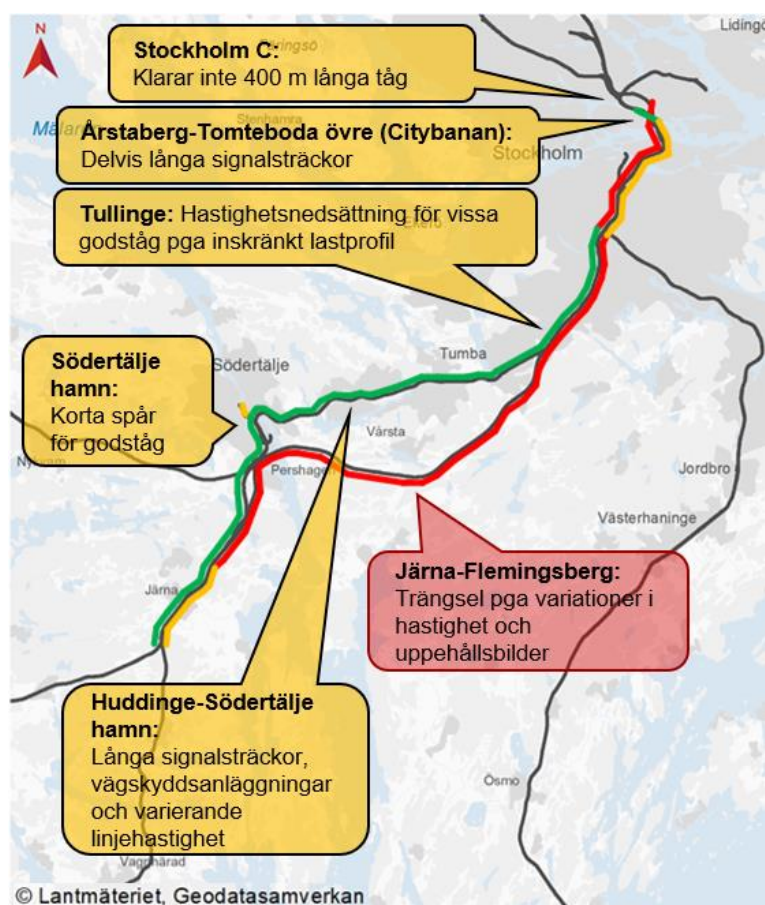 N
Lidingö
Stockholm C:
Klarar inte 400 m långa tåg
Stenhamra
Årstaberg-Tomteboda övre (Citybanan):
Delvis långa signalsträckor
Stockholm
Tullinge: Hastighetsnedsättning för vissa
godståg pga inskränkt lastprofil
Ekerö
Södertälje
hamn:
Korta spår
för godståg
Södertälje
Tumba
Vårsta
Pershagen
Jordbro
Västerhaninge
Järna-Flemingsberg:
Trängsel pga variationer i
hastighet och
uppehållsbilder
Järna
Huddinge-Södertälje
hamn:
Långa signalsträckor,
vägskyddsanläggningar
och varierande
linjehastighet
Ösmo
Vagnhärad
© Lantmäteriet, Geodatasamverkan